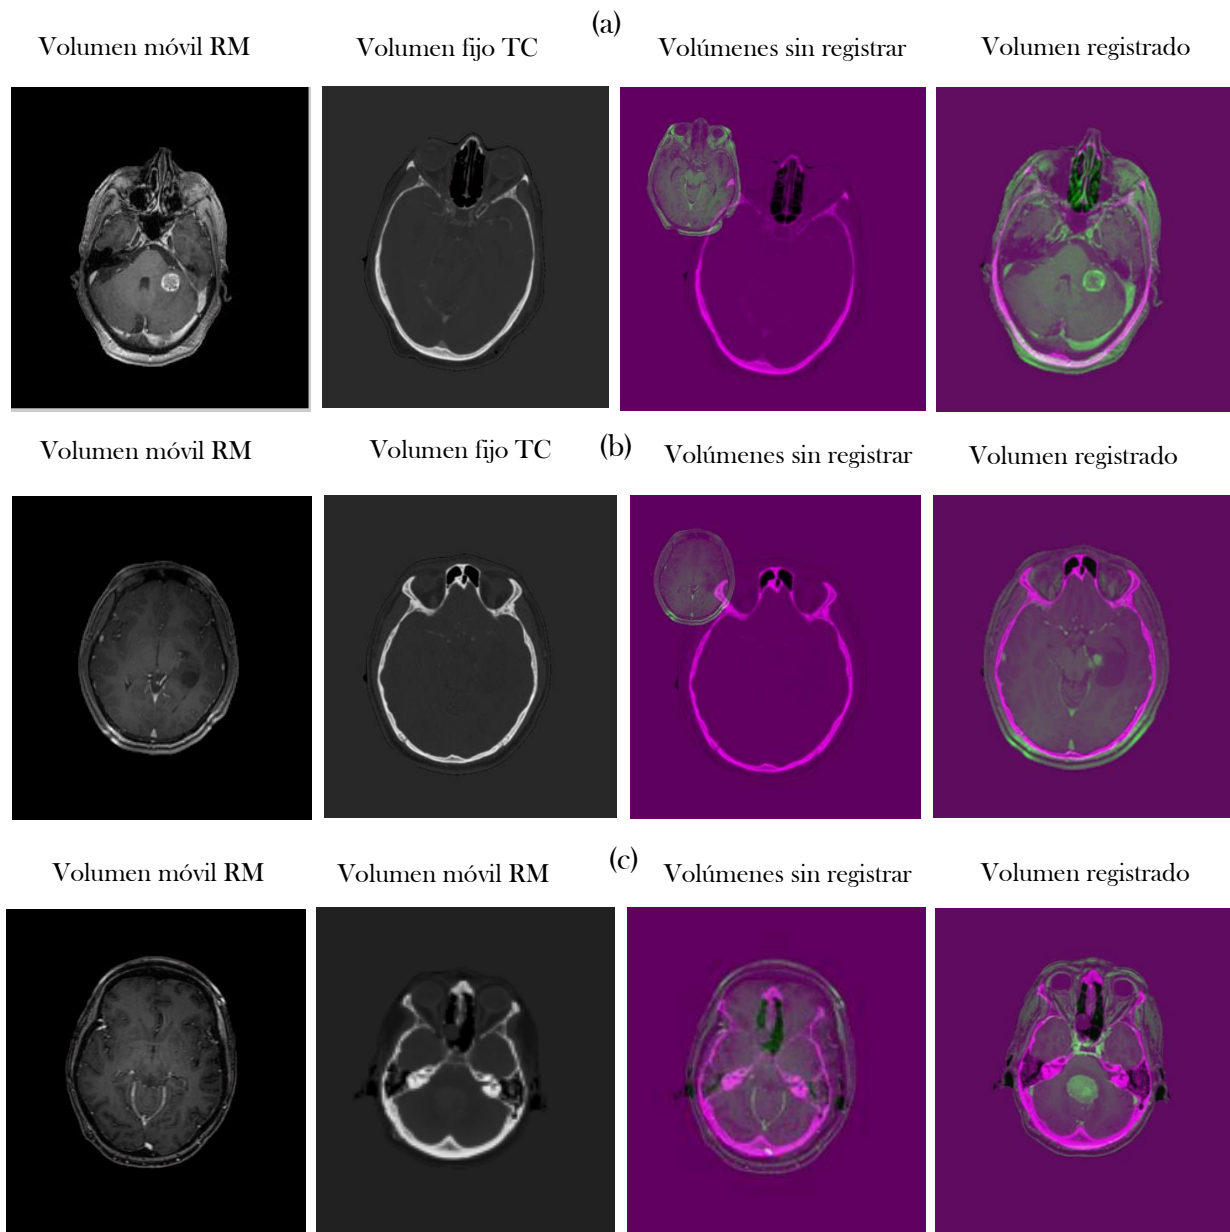 (a)
Volumen móvil RM Volumen fijo TC Volúmenes sin registrar Volumen registrado
(b)
Volumen móvil RM Volumen fijo TC Volúmenes sin registrar Volumen registrado
(c)
Volumen móvil RM Volumen móvil RM Volúmenes sin registrar Volumen registrado